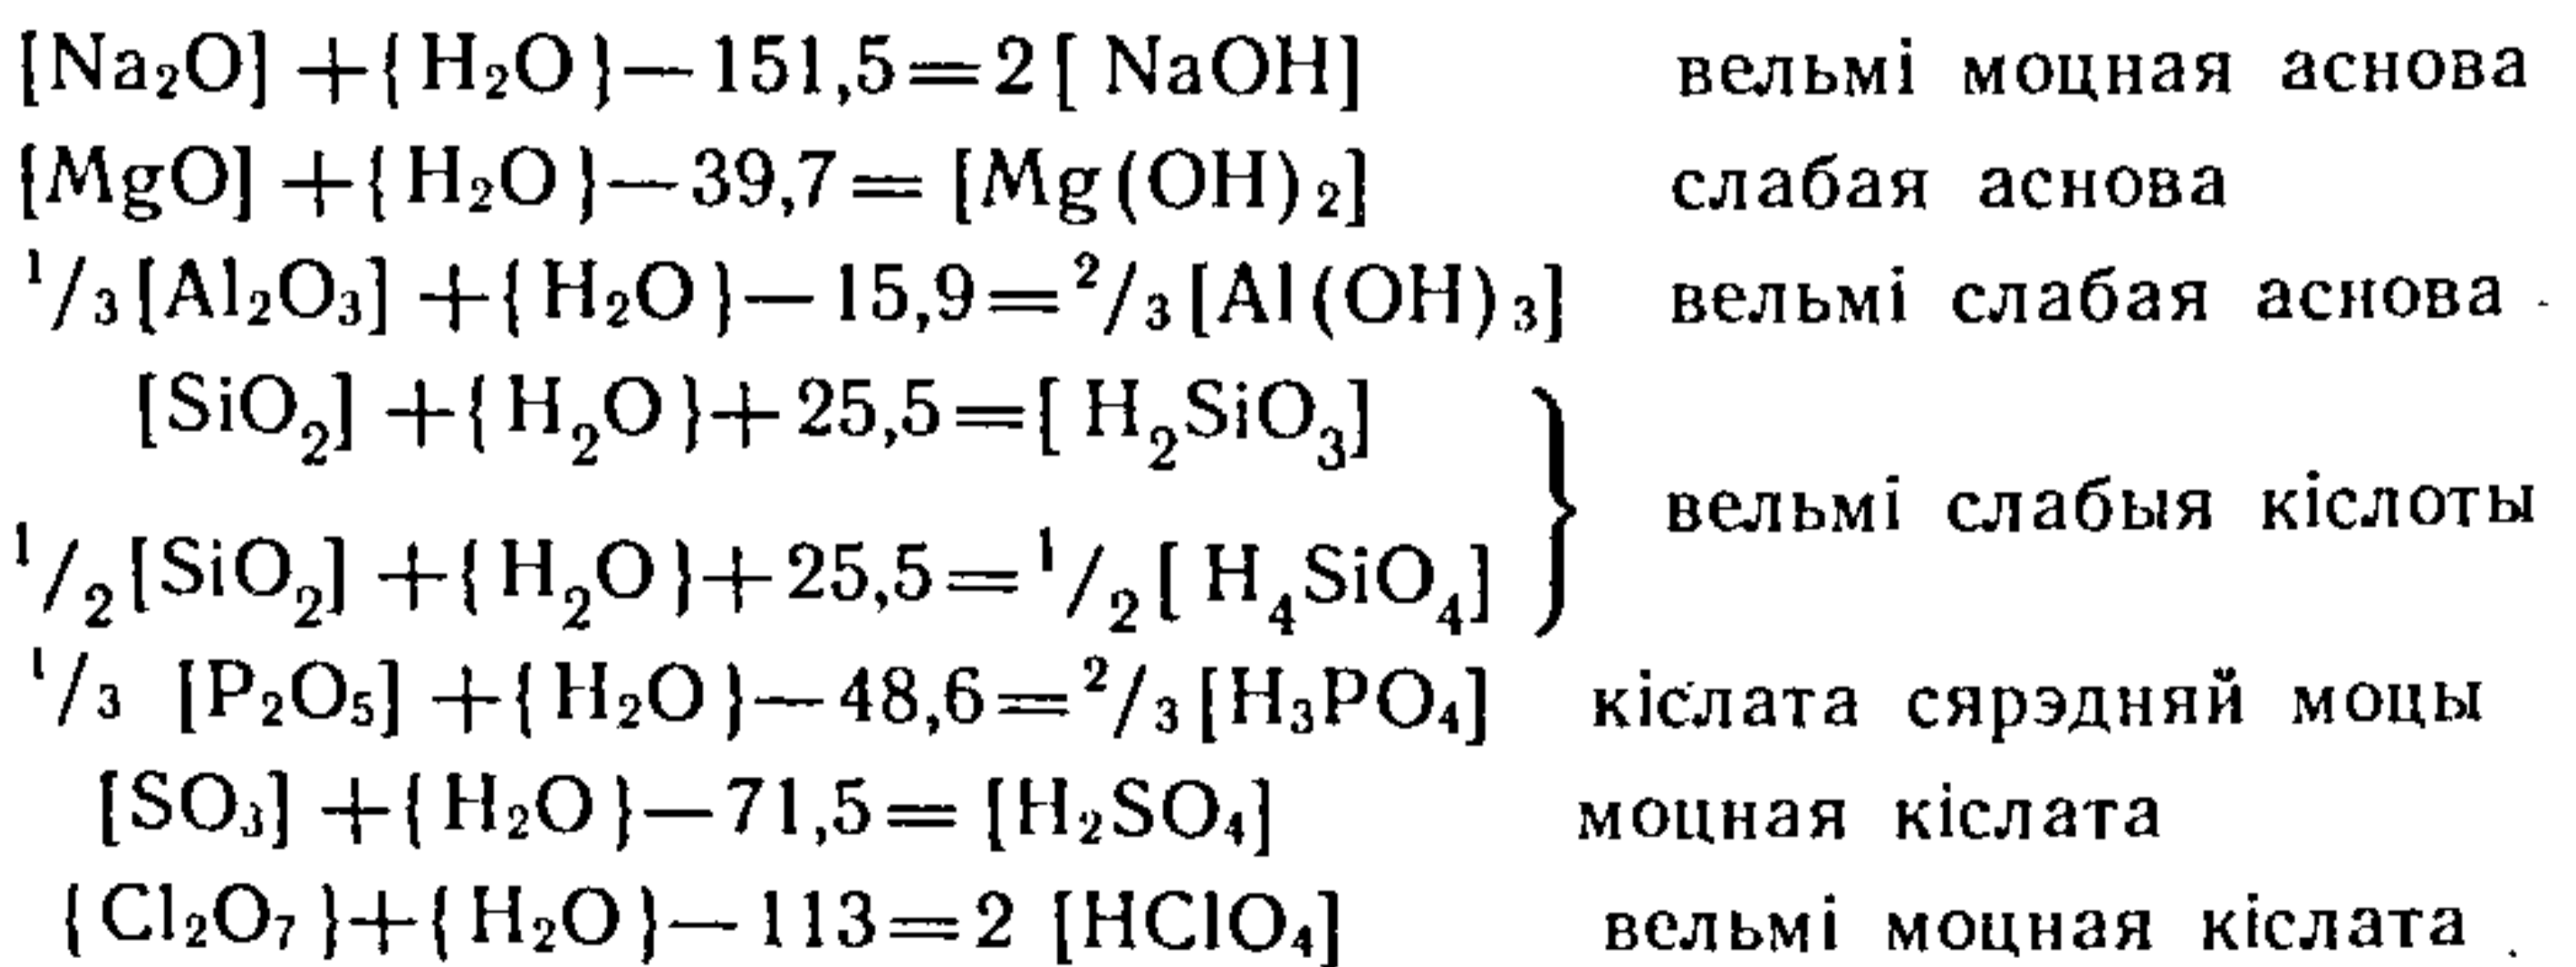 [Na₂O] + {H₂O} − 151,5 = 2 [NaOH] вельмі моцная аснова
[MgO] + {H₂O} − 39,7 = [Mg(OH)₂] слабая аснова
¹/₃ [Al₂O₃] + {H₂O} − 15,9 = ²/₃ [Al(OH)₃] вельмі слабая аснова
[SiO₂] + {H₂O} + 25,5 = [H₂SiO₃]
вельмі слабыя кіслоты
¹/₂ [SiO₂] + {H₂O} + 25,5 = ¹/₂ [H₄SiO₄]
¹/₃ [P₂O₅] + {H₂O} − 48,6 = ²/₃ [H₃PO₄] кіслата сярэдняй моцы
[SO₃] + {H₂O} − 71,5 = [H₂SO₄] моцная кіслата
{Cl₂O₇} + {H₂O} − 113 = 2 [HClO₄] вельмі моцная кіслата.